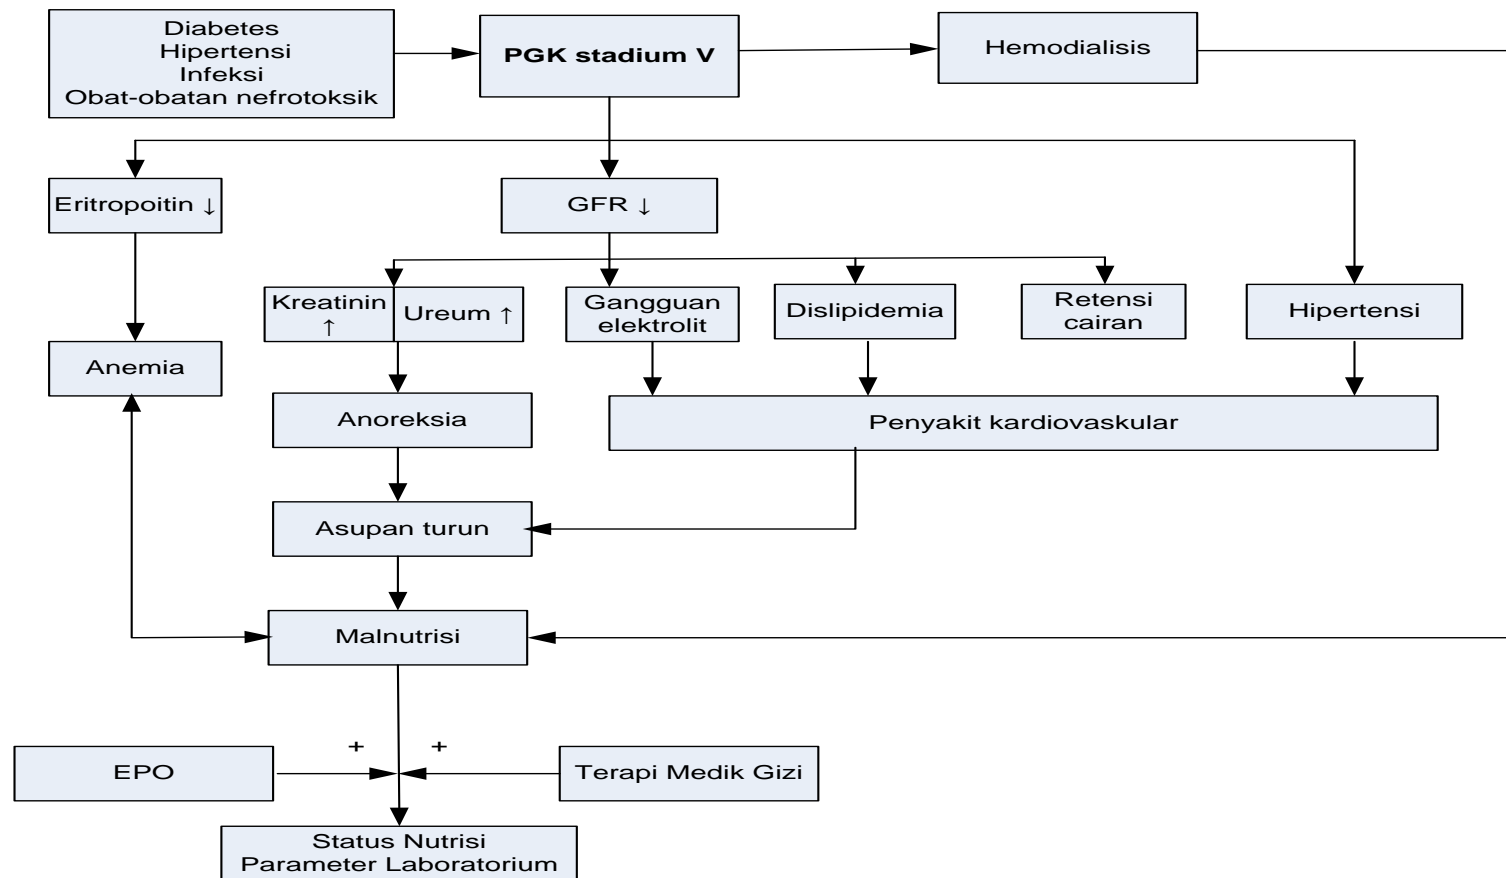 Diabetes
Hipertensi
Infeksi
Obat-obatan nefrotoksik
PGK stadium V
Hemodialisis
Eritropoitin ↓
GFR ↓
Kreatinin
↑
Ureum ↑
Gangguan
elektrolit
Dislipidemia
Retensi
cairan
Hipertensi
Anemia
Anoreksia
Penyakit kardiovaskular
Asupan turun
Malnutrisi
+
+
EPO
Terapi Medik Gizi
Status Nutrisi
Parameter Laboratorium